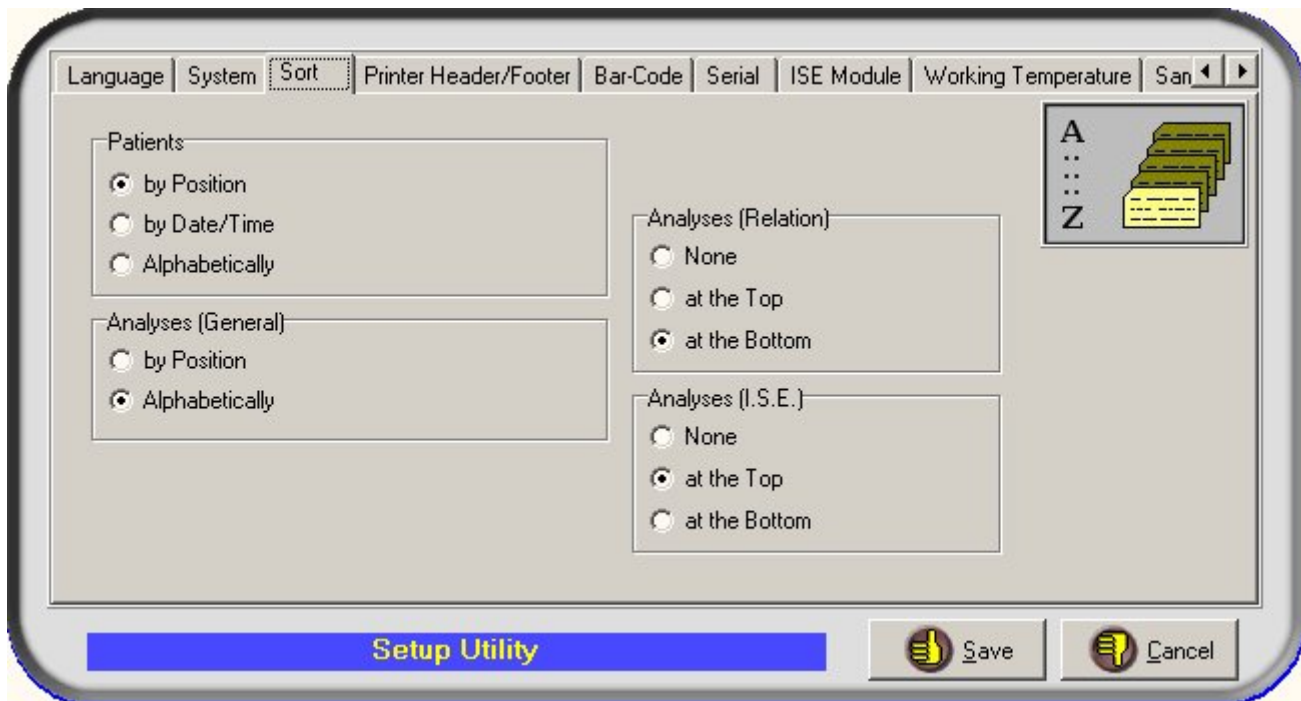 Language System Sort Printer Header/Footer Bar-Code Serial ISE Module Working Temperature San
Patients
by Position
by Date/Time
Alphabetically
Analyses (General)
by Position
Alphabetically
Analyses (Relation)
None
at the Top
at the Bottom
Analyses (I.S.E.)
None
at the Top
at the Bottom
A
Z
Setup Utility
Save
Cancel